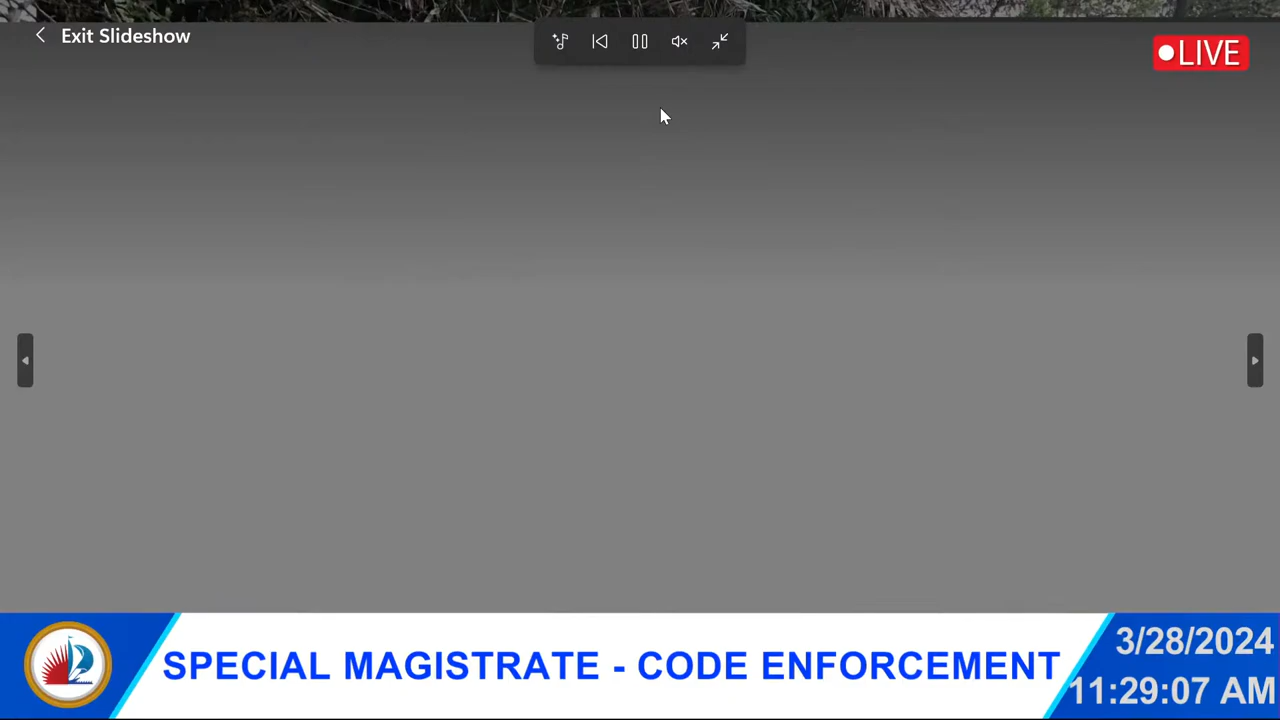 Exit Slideshow
LIVE
SPECIAL MAGISTRATE - CODE ENFORCEMENT
3/28/2024
11:29:07 AM